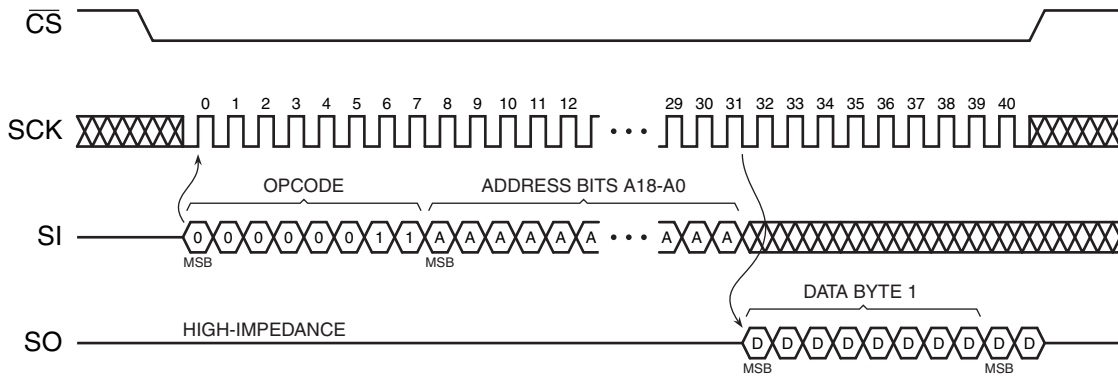 CS
0 1 2 3 4 5 6 7 8 9 10 11 12 29 30 31 32 33 34 35 36 37 38 39 40
SCK
OPCODE ADDRESS BITS A18-A0
SI 0 0 0 0 0 0 1 1 A A A A A A A A A
MSB MSB
DATA BYTE 1
HIGH-IMPEDANCE
SO D D D D D D D D D D
MSB MSB